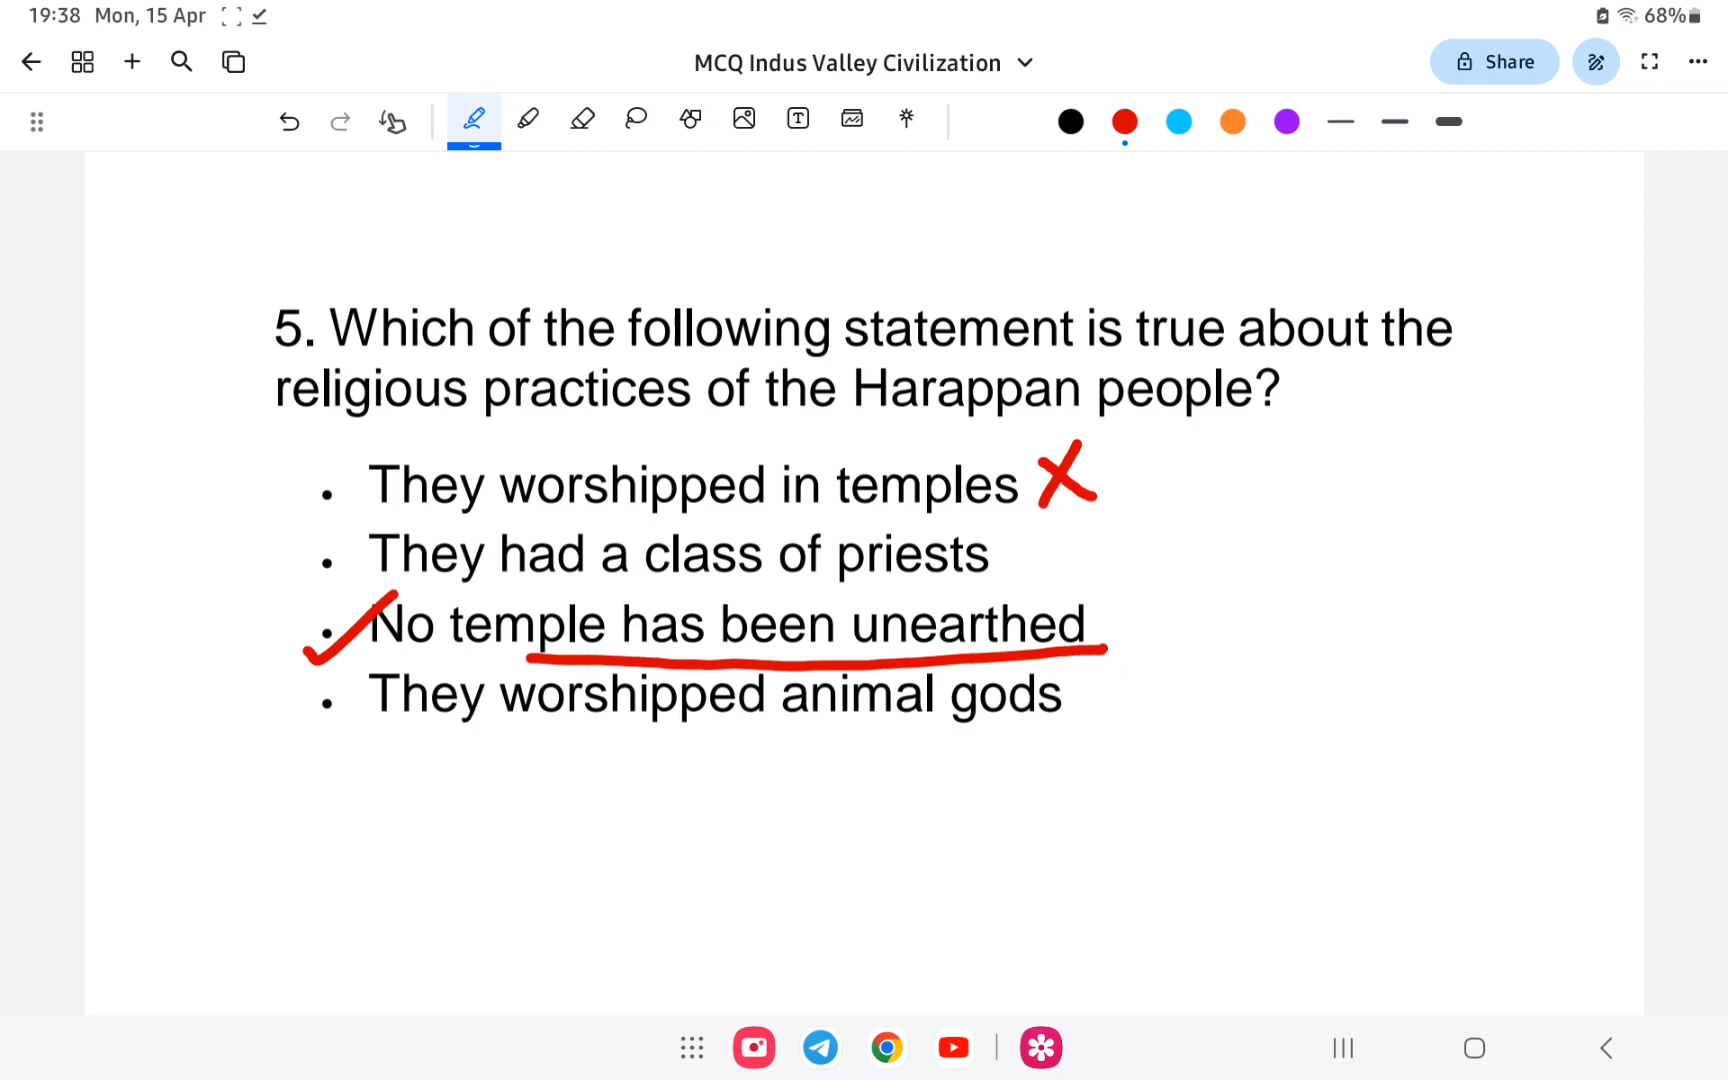 19:38 Mon, 15 Apr
68%
MCQ Indus Valley Civilization
Share
5. Which of the following statement is true about the
religious practices of the Harappan people?
• They worshipped in temples
• They had a class of priests
• No temple has been unearthed
• They worshipped animal gods